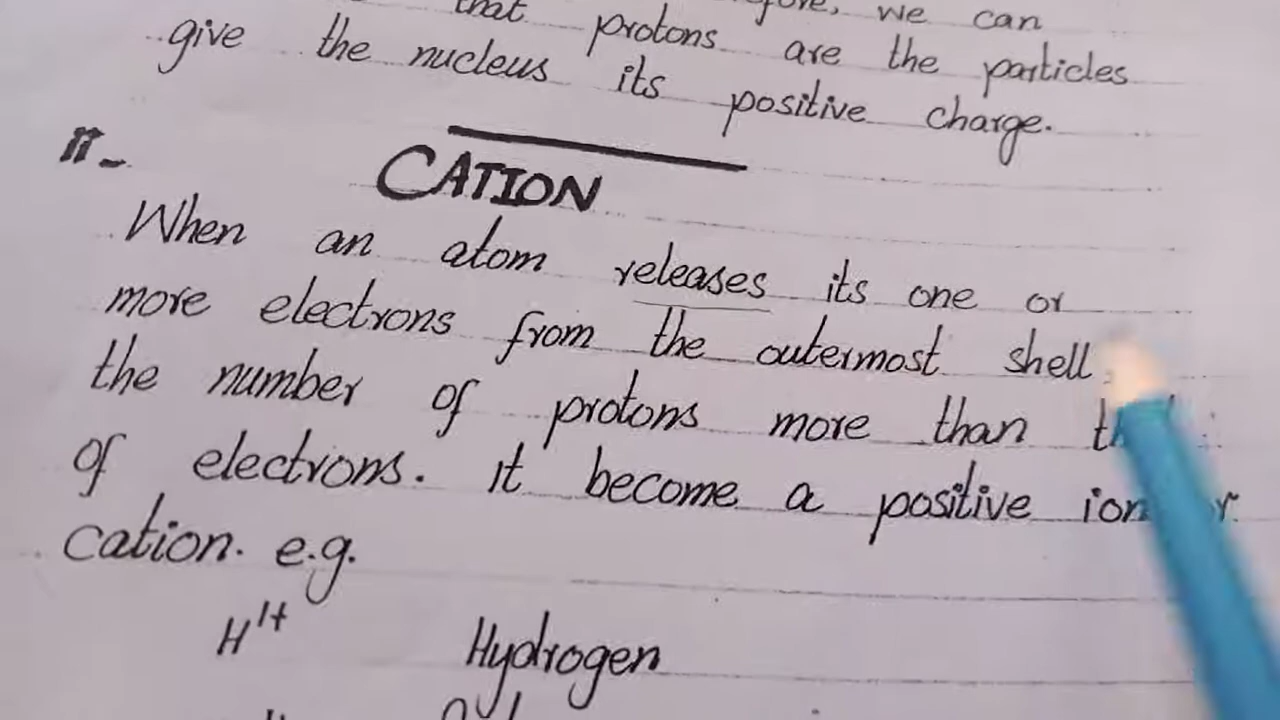 we can
that protons are the particles
give the nucleus its positive charge.
II -
CATION
When an atom releases its one or
more electrons from the outermost shell,
the number of protons more than
of electrons. it become a positive ion
cation. e.g.
H¹⁺ Hydrogen